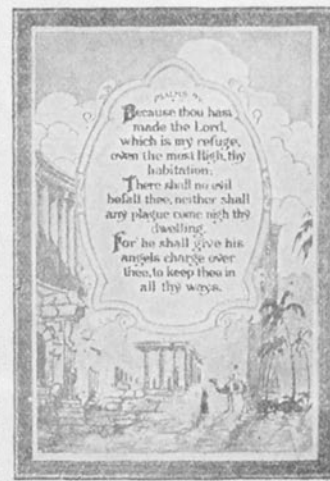 PSALMS
Because thou hast
made the Lord,
which is my refuge,
even the most High, thy
habitation;
There shall no evil
befall thee, neither shall
any plague come nigh thy
dwelling.
For he shall give his
angels charge over
thee, to keep thee in
all thy ways.